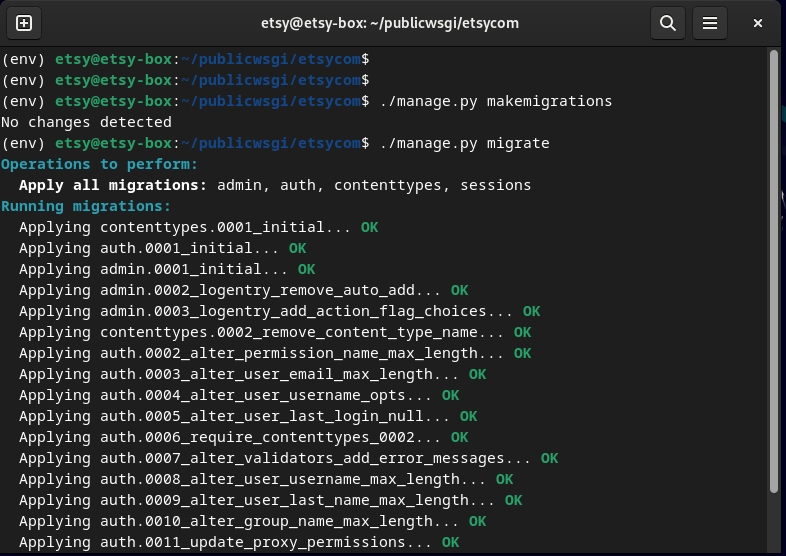 etsy@etsy-box: ~/publicwsgi/etsycom
(env) etsy@etsy-box:~/publicwsgi/etsycom$
(env) etsy@etsy-box:~/publicwsgi/etsycom$
(env) etsy@etsy-box:~/publicwsgi/etsycom$ ./manage.py makemigrations
No changes detected
(env) etsy@etsy-box:~/publicwsgi/etsycom$ ./manage.py migrate
Operations to perform:
  Apply all migrations: admin, auth, contenttypes, sessions
Running migrations:
  Applying contenttypes.0001_initial... OK
  Applying auth.0001_initial... OK
  Applying admin.0001_initial... OK
  Applying admin.0002_logentry_remove_auto_add... OK
  Applying admin.0003_logentry_add_action_flag_choices... OK
  Applying contenttypes.0002_remove_content_type_name... OK
  Applying auth.0002_alter_permission_name_max_length... OK
  Applying auth.0003_alter_user_email_max_length... OK
  Applying auth.0004_alter_user_username_opts... OK
  Applying auth.0005_alter_user_last_login_null... OK
  Applying auth.0006_require_contenttypes_0002... OK
  Applying auth.0007_alter_validators_add_error_messages... OK
  Applying auth.0008_alter_user_username_max_length... OK
  Applying auth.0009_alter_user_last_name_max_length... OK
  Applying auth.0010_alter_group_name_max_length... OK
  Applying auth.0011_update_proxy_permissions... OK